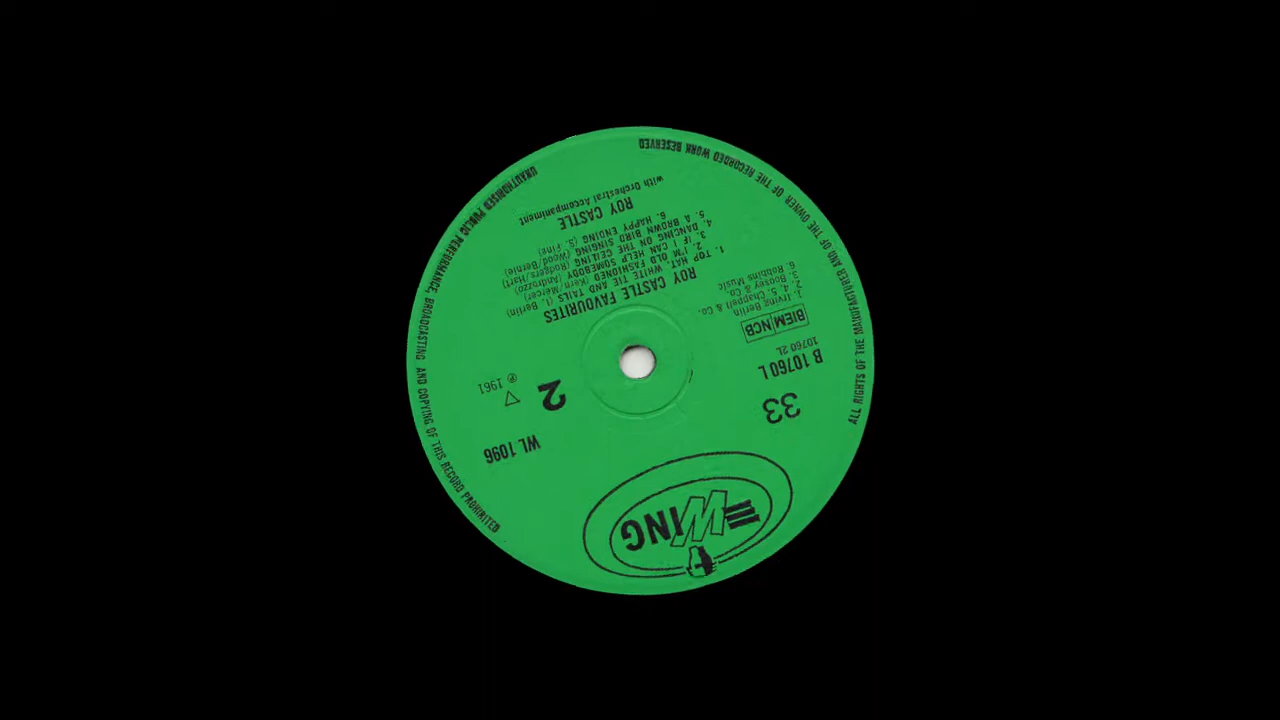 WING
33
WL 1096
B 10760 L
10760 2L
2
▽
℗ 1961
BIEM/NCB
1. Irving Berlin
2. 4. 5. Chappell & Co.
3. Boosey & Co.
6. Robbins Music
ROY CASTLE FAVOURITES
1. TOP HAT, WHITE TIE AND TAILS (I. Berlin)
2. I'M OLD FASHIONED (Kern/Mercer)
3. IF I CAN HELP SOMEBODY (Androzzo)
4. DANCING ON THE CEILING (Rodgers/Hart)
5. A BROWN BIRD SINGING (Wood/Bernie)
6. HAPPY ENDING (S. Fine)
ROY CASTLE
with Orchestral Accompaniment
ALL RIGHTS OF THE MANUFACTURER AND OF THE OWNER OF THE RECORDED WORK RESERVED
UNAUTHORISED PUBLIC PERFORMANCE, BROADCASTING AND COPYING OF THIS RECORD PROHIBITED